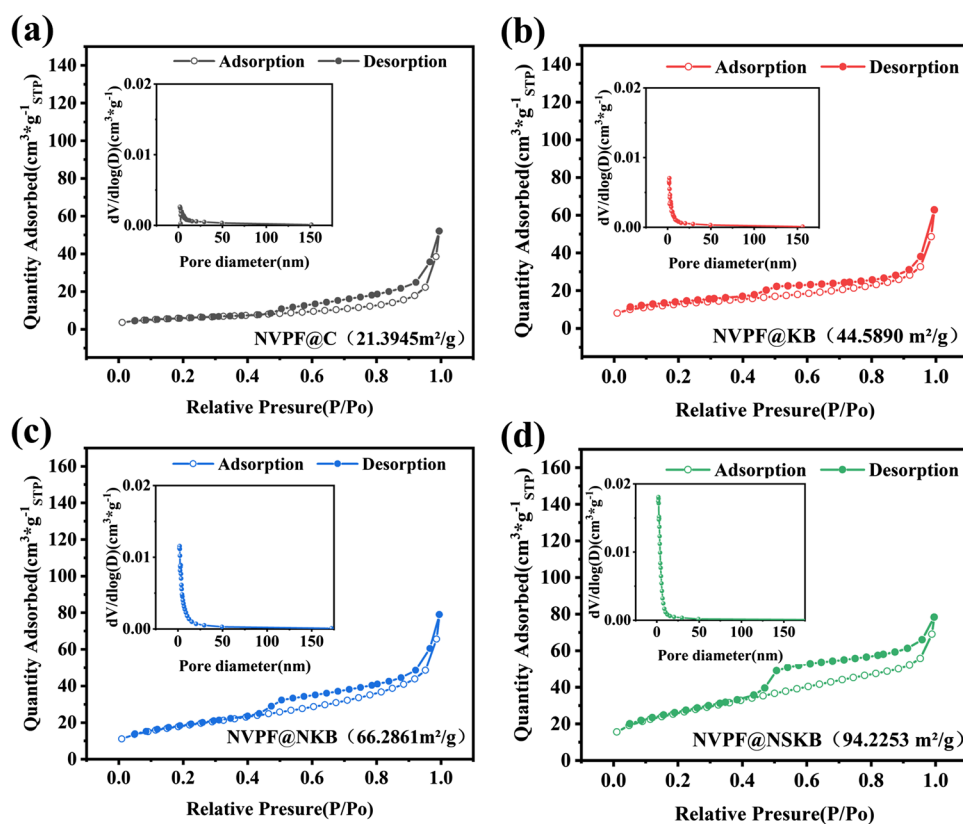 (a)
Adsorption Desorption
Quantity Adsorbed(cm³*g⁻¹STP)
140
120
100
80
60
40
20
0
dV/dlog(D)(cm³*g⁻¹)
0.02
0.01
0.00
0 50 100 150
Pore diameter(nm)
NVPF@C（21.3945m²/g）
0.0 0.2 0.4 0.6 0.8 1.0
Relative Presure(P/Po)
(b)
Adsorption Desorption
Quantity Adsorbed(cm³*g⁻¹STP)
140
120
100
80
60
40
20
0
dV/dlog(D)(cm³*g⁻¹)
0.02
0.01
0.00
0 50 100 150
Pore diameter(nm)
NVPF@KB（44.5890 m²/g）
0.0 0.2 0.4 0.6 0.8 1.0
Relative Presure(P/Po)
(c)
Adsorption Desorption
Quantity Adsorbed(cm³*g⁻¹STP)
160
140
120
100
80
60
40
20
0
dV/dlog(D)(cm³*g⁻¹)
0.02
0.01
0.00
0 50 100 150
Pore diameter(nm)
NVPF@NKB（66.2861m²/g）
0.0 0.2 0.4 0.6 0.8 1.0
Relative Presure(P/Po)
(d)
Adsorption Desorption
Quantity Adsorbed(cm³*g⁻¹STP)
160
140
120
100
80
60
40
20
0
dV/dlog(D)(cm³*g⁻¹)
0.02
0.01
0.00
0 50 100 150
Pore diameter(nm)
NVPF@NSKB（94.2253 m²/g）
0.0 0.2 0.4 0.6 0.8 1.0
Relative Presure(P/Po)